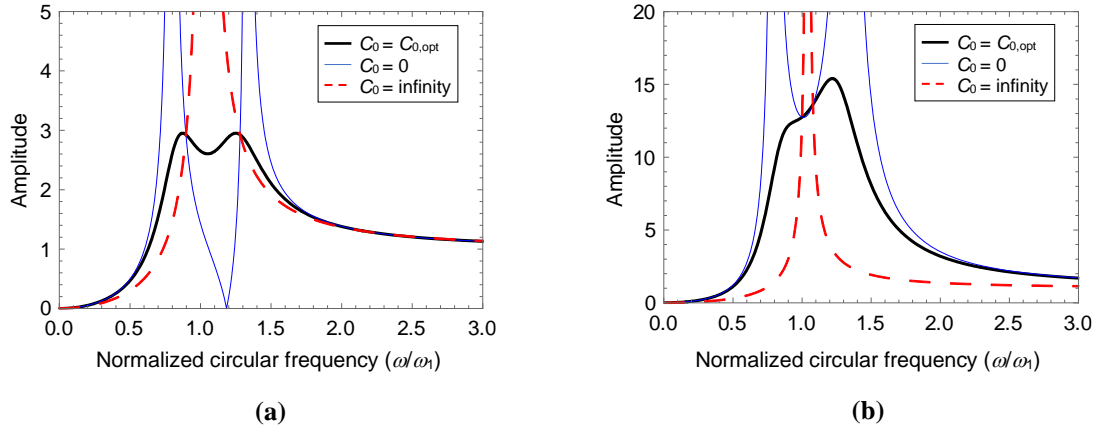 5
4
3
2
1
0
Amplitude
C0 = C0,opt
C0 = 0
C0 = infinity
0.0 0.5 1.0 1.5 2.0 2.5 3.0
Normalized circular frequency (ω/ω1)
(a)
20
15
10
5
0
Amplitude
C0 = C0,opt
C0 = 0
C0 = infinity
0.0 0.5 1.0 1.5 2.0 2.5 3.0
Normalized circular frequency (ω/ω1)
(b)